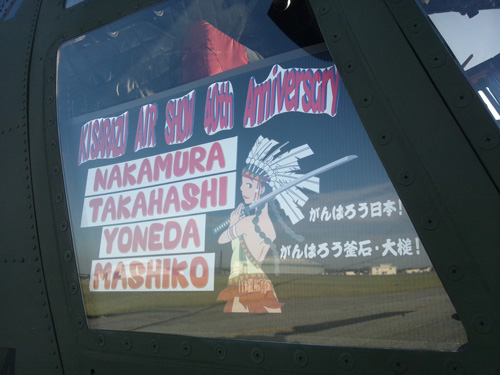 KISARAZU AIR SHOW 40th Anniversary
NAKAMURA
TAKAHASHI
YONEDA
MASHIKO
がんばろう日本!
がんばろう釜石・大槌!